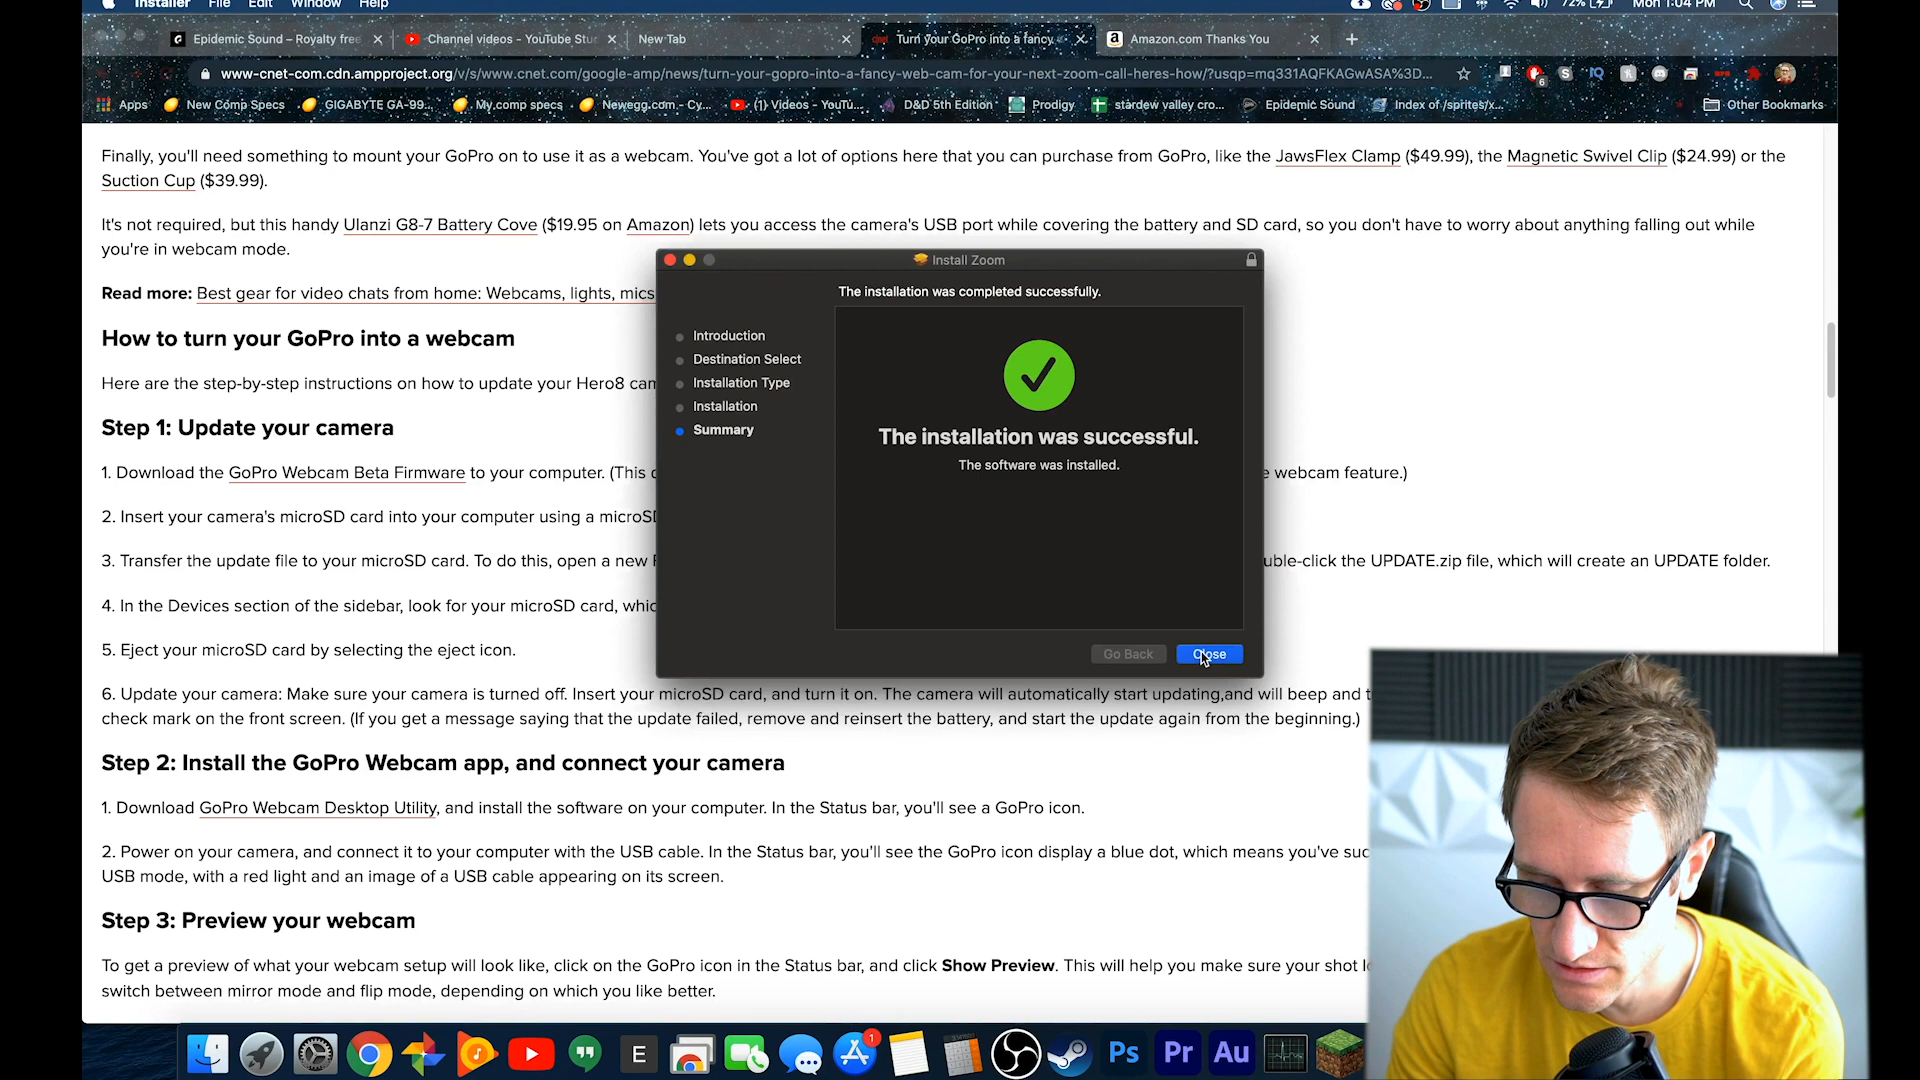 Installer File Edit Window Help 72% Mon 1:04 PM
Epidemic Sound – Royalty free
Channel videos - YouTube Stu
New Tab
Turn your GoPro into a fancy
Amazon.com Thanks You
www-cnet-com.cdn.ampproject.org/v/s/www.cnet.com/google-amp/news/turn-your-gopro-into-a-fancy-web-cam-for-your-next-zoom-call-heres-how/?usqp=mq331AQFKAGwASA%3D...
Apps New Comp Specs GIGABYTE GA-99... My comp specs Newegg.com - Cy... (1) Videos - YouTu... D&D 5th Edition Prodigy stardew valley cro... Epidemic Sound Index of /sprites/x... Other Bookmarks
Finally, you'll need something to mount your GoPro on to use it as a webcam. You've got a lot of options here that you can purchase from GoPro, like the JawsFlex Clamp ($49.99), the Magnetic Swivel Clip ($24.99) or the
Suction Cup ($39.99).
It's not required, but this handy Ulanzi G8-7 Battery Cove ($19.95 on Amazon) lets you access the camera's USB port while covering the battery and SD card, so you don't have to worry about anything falling out while
you're in webcam mode.
Read more: Best gear for video chats from home: Webcams, lights, mics
How to turn your GoPro into a webcam
Here are the step-by-step instructions on how to update your Hero8 cam
Step 1: Update your camera
1. Download the GoPro Webcam Beta Firmware to your computer. (This webcam feature.)
2. Insert your camera's microSD card into your computer using a microSD
3. Transfer the update file to your microSD card. To do this, open a new uble-click the UPDATE.zip file, which will create an UPDATE folder.
4. In the Devices section of the sidebar, look for your microSD card, whic
5. Eject your microSD card by selecting the eject icon.
6. Update your camera: Make sure your camera is turned off. Insert your microSD card, and turn it on. The camera will automatically start updating,and will beep and
check mark on the front screen. (If you get a message saying that the update failed, remove and reinsert the battery, and start the update again from the beginning.)
Step 2: Install the GoPro Webcam app, and connect your camera
1. Download GoPro Webcam Desktop Utility, and install the software on your computer. In the Status bar, you'll see a GoPro icon.
2. Power on your camera, and connect it to your computer with the USB cable. In the Status bar, you'll see the GoPro icon display a blue dot, which means you've suc
USB mode, with a red light and an image of a USB cable appearing on its screen.
Step 3: Preview your webcam
To get a preview of what your webcam setup will look like, click on the GoPro icon in the Status bar, and click Show Preview. This will help you make sure your shot
switch between mirror mode and flip mode, depending on which you like better.
Install Zoom
The installation was completed successfully.
Introduction
Destination Select
Installation Type
Installation
Summary
The installation was successful.
The software was installed.
Go Back
Close
E
1
Ps
Pr
Au